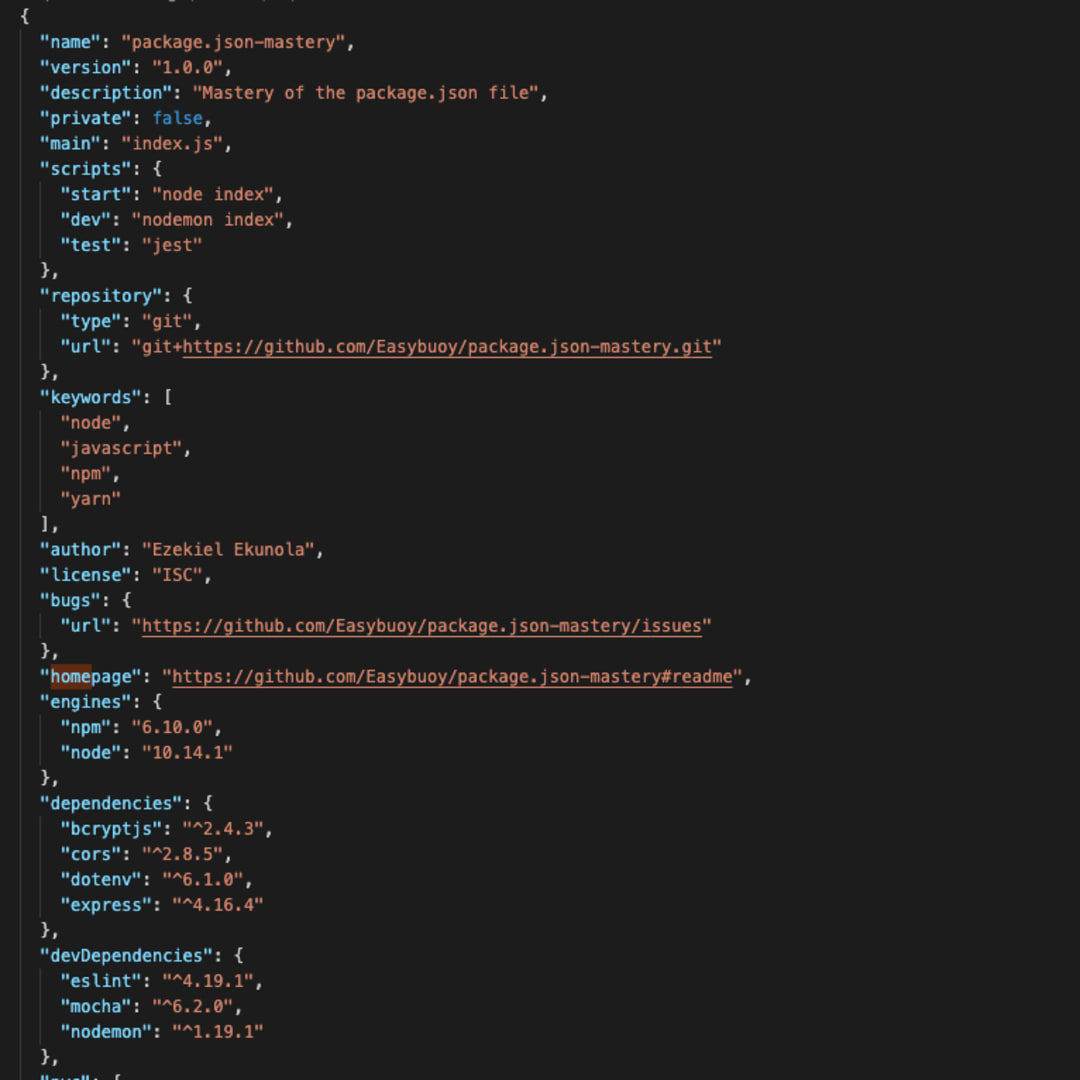 {
  "name": "package.json-mastery",
  "version": "1.0.0",
  "description": "Mastery of the package.json file",
  "private": false,
  "main": "index.js",
  "scripts": {
    "start": "node index",
    "dev": "nodemon index",
    "test": "jest"
  },
  "repository": {
    "type": "git",
    "url": "git+https://github.com/Easybuoy/package.json-mastery.git"
  },
  "keywords": [
    "node",
    "javascript",
    "npm",
    "yarn"
  ],
  "author": "Ezekiel Ekunola",
  "license": "ISC",
  "bugs": {
    "url": "https://github.com/Easybuoy/package.json-mastery/issues"
  },
  "homepage": "https://github.com/Easybuoy/package.json-mastery#readme",
  "engines": {
    "npm": "6.10.0",
    "node": "10.14.1"
  },
  "dependencies": {
    "bcryptjs": "^2.4.3",
    "cors": "^2.8.5",
    "dotenv": "^6.1.0",
    "express": "^4.16.4"
  },
  "devDependencies": {
    "eslint": "^4.19.1",
    "mocha": "^6.2.0",
    "nodemon": "^1.19.1"
  },